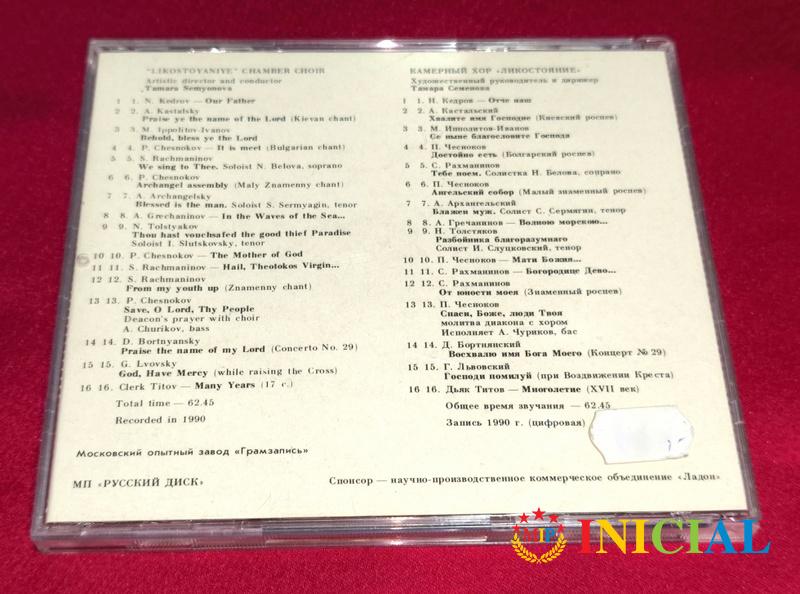 "LIKOSTOYANIYE" CHAMBER CHOIR
Artistic director and conductor
Tamara Semyonova
1 1. N. Kedrov — Our Father
2 2. A. Kastalsky
Praise ye the name of the Lord (Kievan chant)
3 3. M. Ippolitov-Ivanov
Behold, bless ye the Lord
4 4. P. Chesnokov — It is meet (Bulgarian chant)
5 5. S. Rachmaninov
We sing to Thee. Soloist N. Belova, soprano
6 6. P. Chesnokov
Archangel assembly (Maly Znamenny chant)
7 7. A. Archangelsky
Blessed is the man. Soloist S. Sermyagin, tenor
8 8. A. Grechaninov — In the Waves of the Sea...
9 9. N. Tolstyakov
Thou hast vouchsafed the good thief Paradise
Soloist I. Slutskovsky, tenor
10 10. P. Chesnokov — The Mother of God
11 11. S. Rachmaninov — Hail, Theotokos Virgin...
12 12. S. Rachmaninov
From my youth up (Znamenny chant)
13 13. P. Chesnokov
Save, O Lord, Thy People
Deacon's prayer with choir
A. Churikov, bass
14 14. D. Bortnyansky
Praise the name of my Lord (Concerto No. 29)
15 15. G. Lvovsky
God, Have Mercy (while raising the Cross)
16 16. Clerk Titov — Many Years (17 c.)
Total time — 62.45
Recorded in 1990
КАМЕРНЫЙ ХОР «ЛИКОСТОЯНИЕ»
Художественный руководитель и дирижер
Тамара Семенова
1 1. Н. Кедров — Отче наш
2 2. А. Кастальский
Хвалите имя Господне (Киевский роспев)
3 3. М. Ипполитов-Иванов
Се ныне благословите Господа
4 4. П. Чесноков
Достойно есть (Болгарский роспев)
5 5. С. Рахманинов
Тебе поем. Солистка Н. Белова, сопрано
6 6. П. Чесноков
Ангельский собор (Малый знаменный роспев)
7 7. А. Архангельский
Блажен муж. Солист С. Сермягин, тенор
8 8. А. Гречанинов — Волною морскою...
9 9. Н. Толстяков
Разбойника благоразумнаго
Солист И. Слуцковский, тенор
10 10. П. Чесноков — Мати Божия...
11 11. С. Рахманинов — Богородице Дево...
12 12. С. Рахманинов
От юности моея (Знаменный роспев)
13 13. П. Чесноков
Спаси, Боже, люди Твоя
молитва диакона с хором
Исполняет А. Чуриков, бас
14 14. Д. Бортнянский
Восхвалю имя Бога Моего (Концерт № 29)
15 15. Г. Львовский
Господи помилуй (при Воздвижении Креста)
16 16. Дьяк Титов — Многолетие (XVII век)
Общее время звучания — 62.45
Запись 1990 г. (цифровая)
Московский опытный завод «Грамзапись»
МП «РУССКИЙ ДИСК»
Спонсор — научно-производственное коммерческое объединение «Ладон»
MP INICIAL